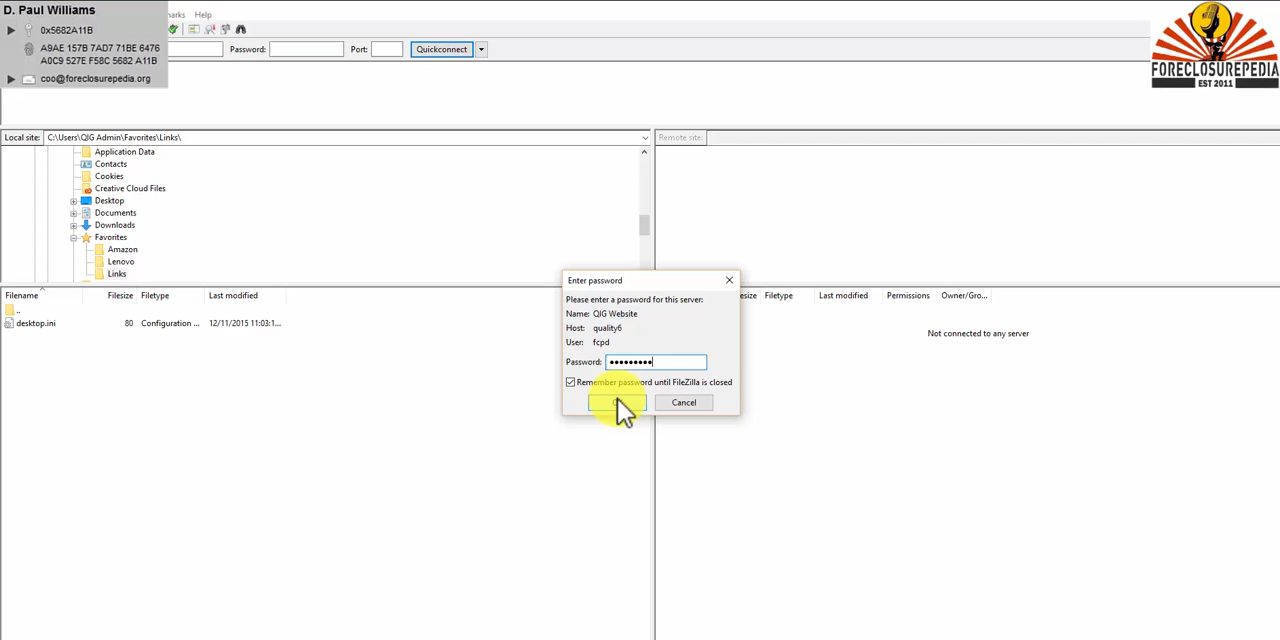 D. Paul Williams
0x5682A11B
A9AE 157B 7AD7 71BE 6476
A0C9 527E F58C 5682 A11B
coo@foreclosurepedia.org
Help
Password:
Port:
Quickconnect
FORECLOSUREPEDIA
EST 2011
Local site: C:\Users\QIG Admin\Favorites\Links\
Remote site:
Application Data
Contacts
Cookies
Creative Cloud Files
Desktop
Documents
Downloads
Favorites
Amazon
Lenovo
Links
Filename Filesize Filetype Last modified
..
desktop.ini 80 Configuration ... 12/11/2015 11:03:1...
Filetype Last modified Permissions Owner/Gro...
Not connected to any server
Enter password
Please enter a password for this server:
Name: QIG Website
Host: quality6
User: fcpd
Password: •••••••••
Remember password until FileZilla is closed
Cancel